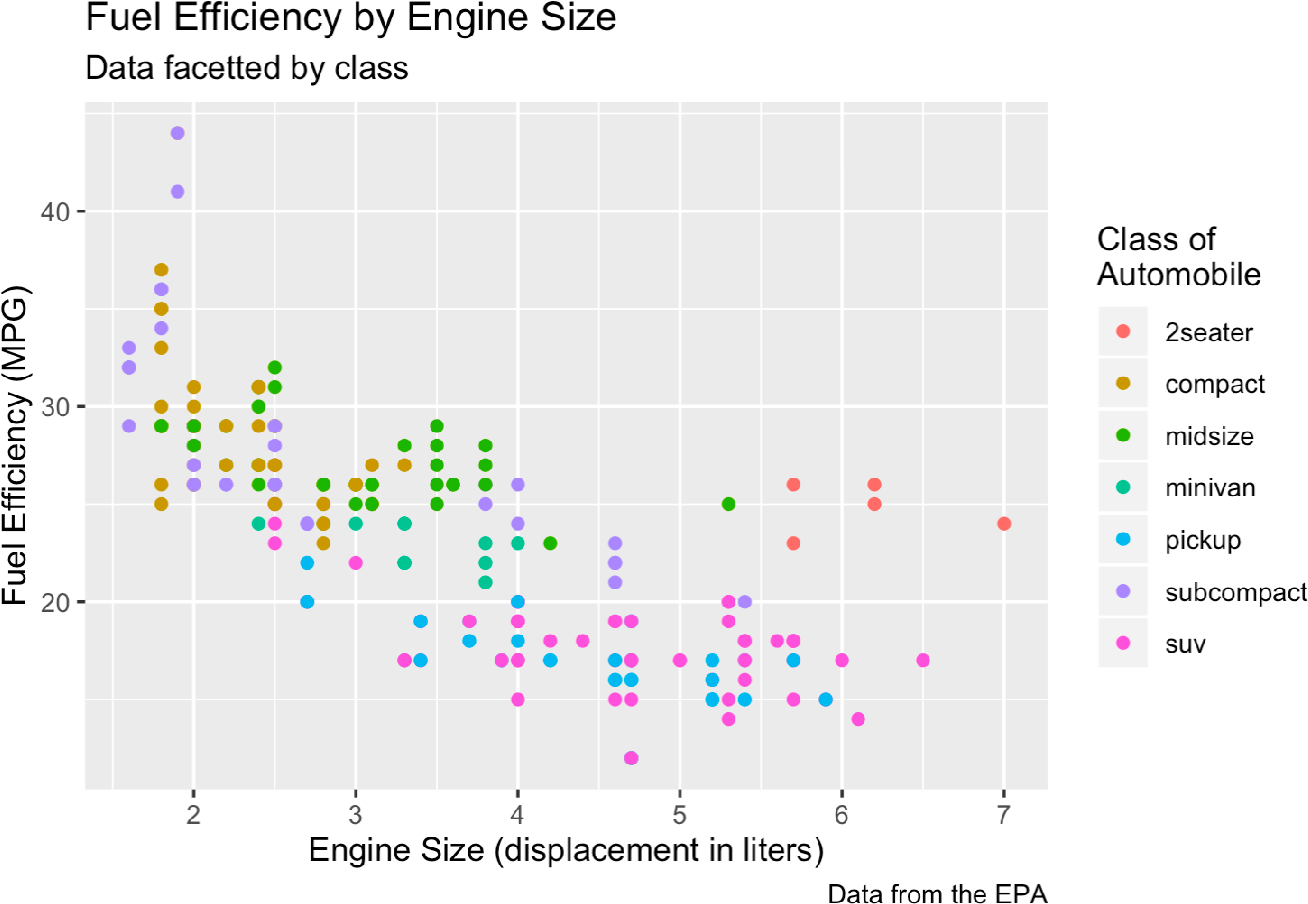 Fuel Efficiency by Engine Size
Data facetted by class
Fuel Efficiency (MPG)
40
30
20
2 3 4 5 6 7
Engine Size (displacement in liters)
Class of
Automobile
2seater
compact
midsize
minivan
pickup
subcompact
suv
Data from the EPA